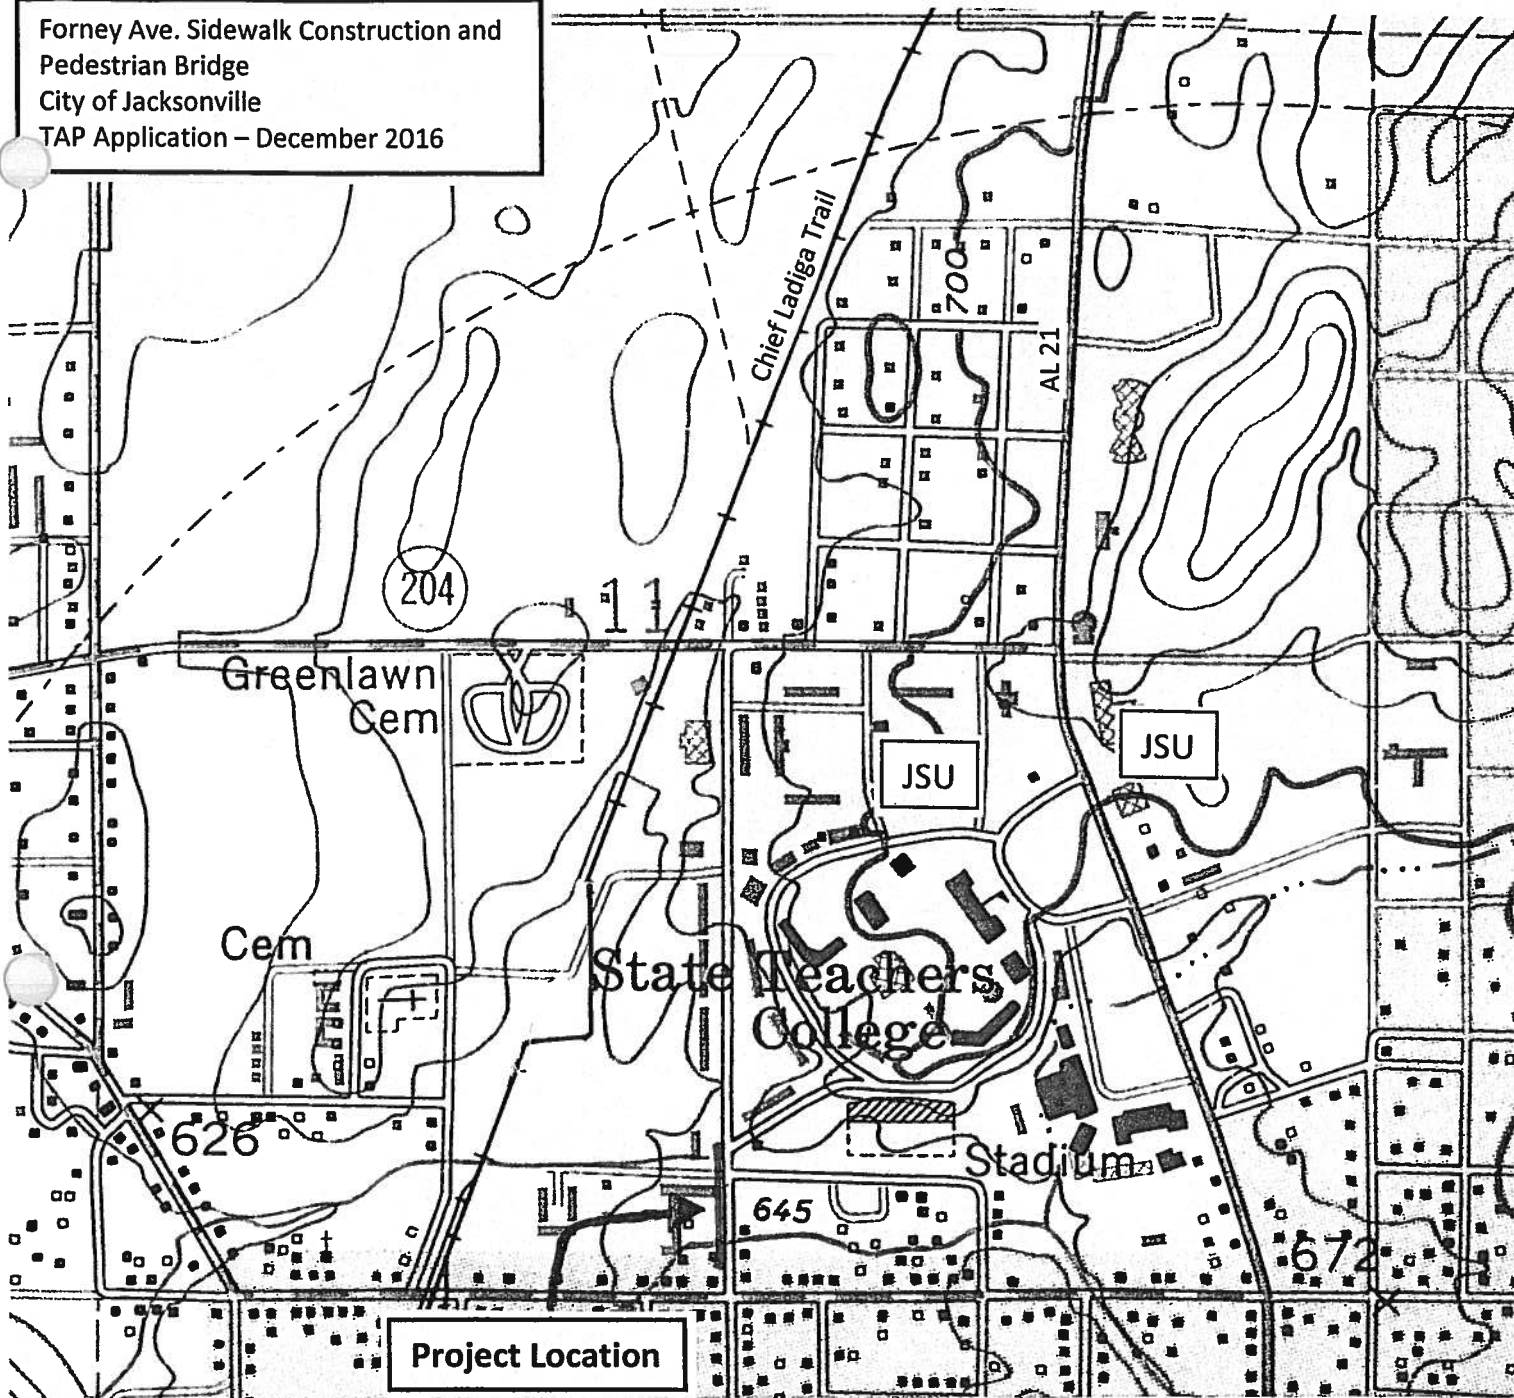 Forney Ave. Sidewalk Construction and
Pedestrian Bridge
City of Jacksonville
TAP Application – December 2016
Chief Ladiga Trail
700
AL 21
204
11
Greenlawn
Cem
JSU
JSU
Cem
State Teachers
College
626
Stadium
645
672
Project Location